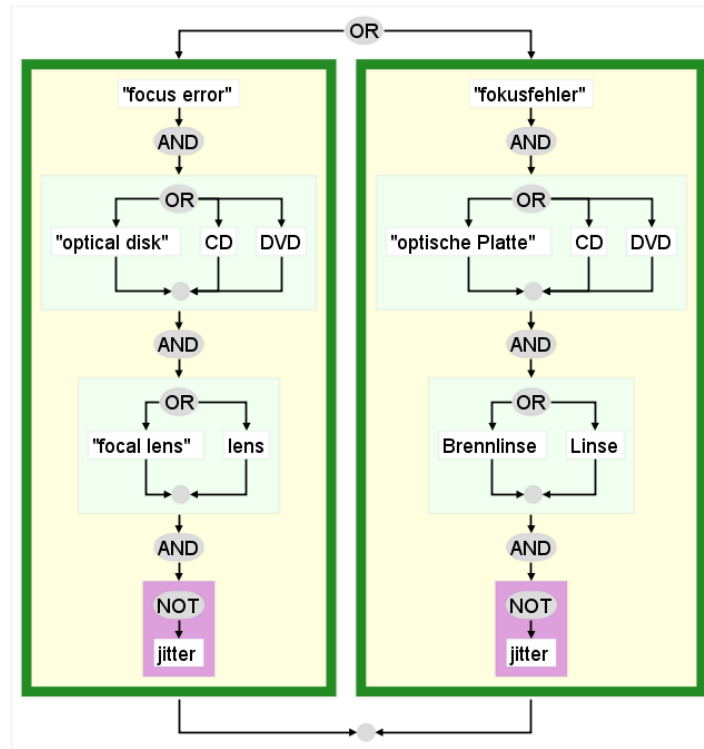 OR
"focus error"
AND
OR
"optical disk" CD DVD
AND
OR
"focal lens" lens
AND
NOT
jitter
"fokusfehler"
AND
OR
"optische Platte" CD DVD
AND
OR
Brennlinse Linse
AND
NOT
jitter